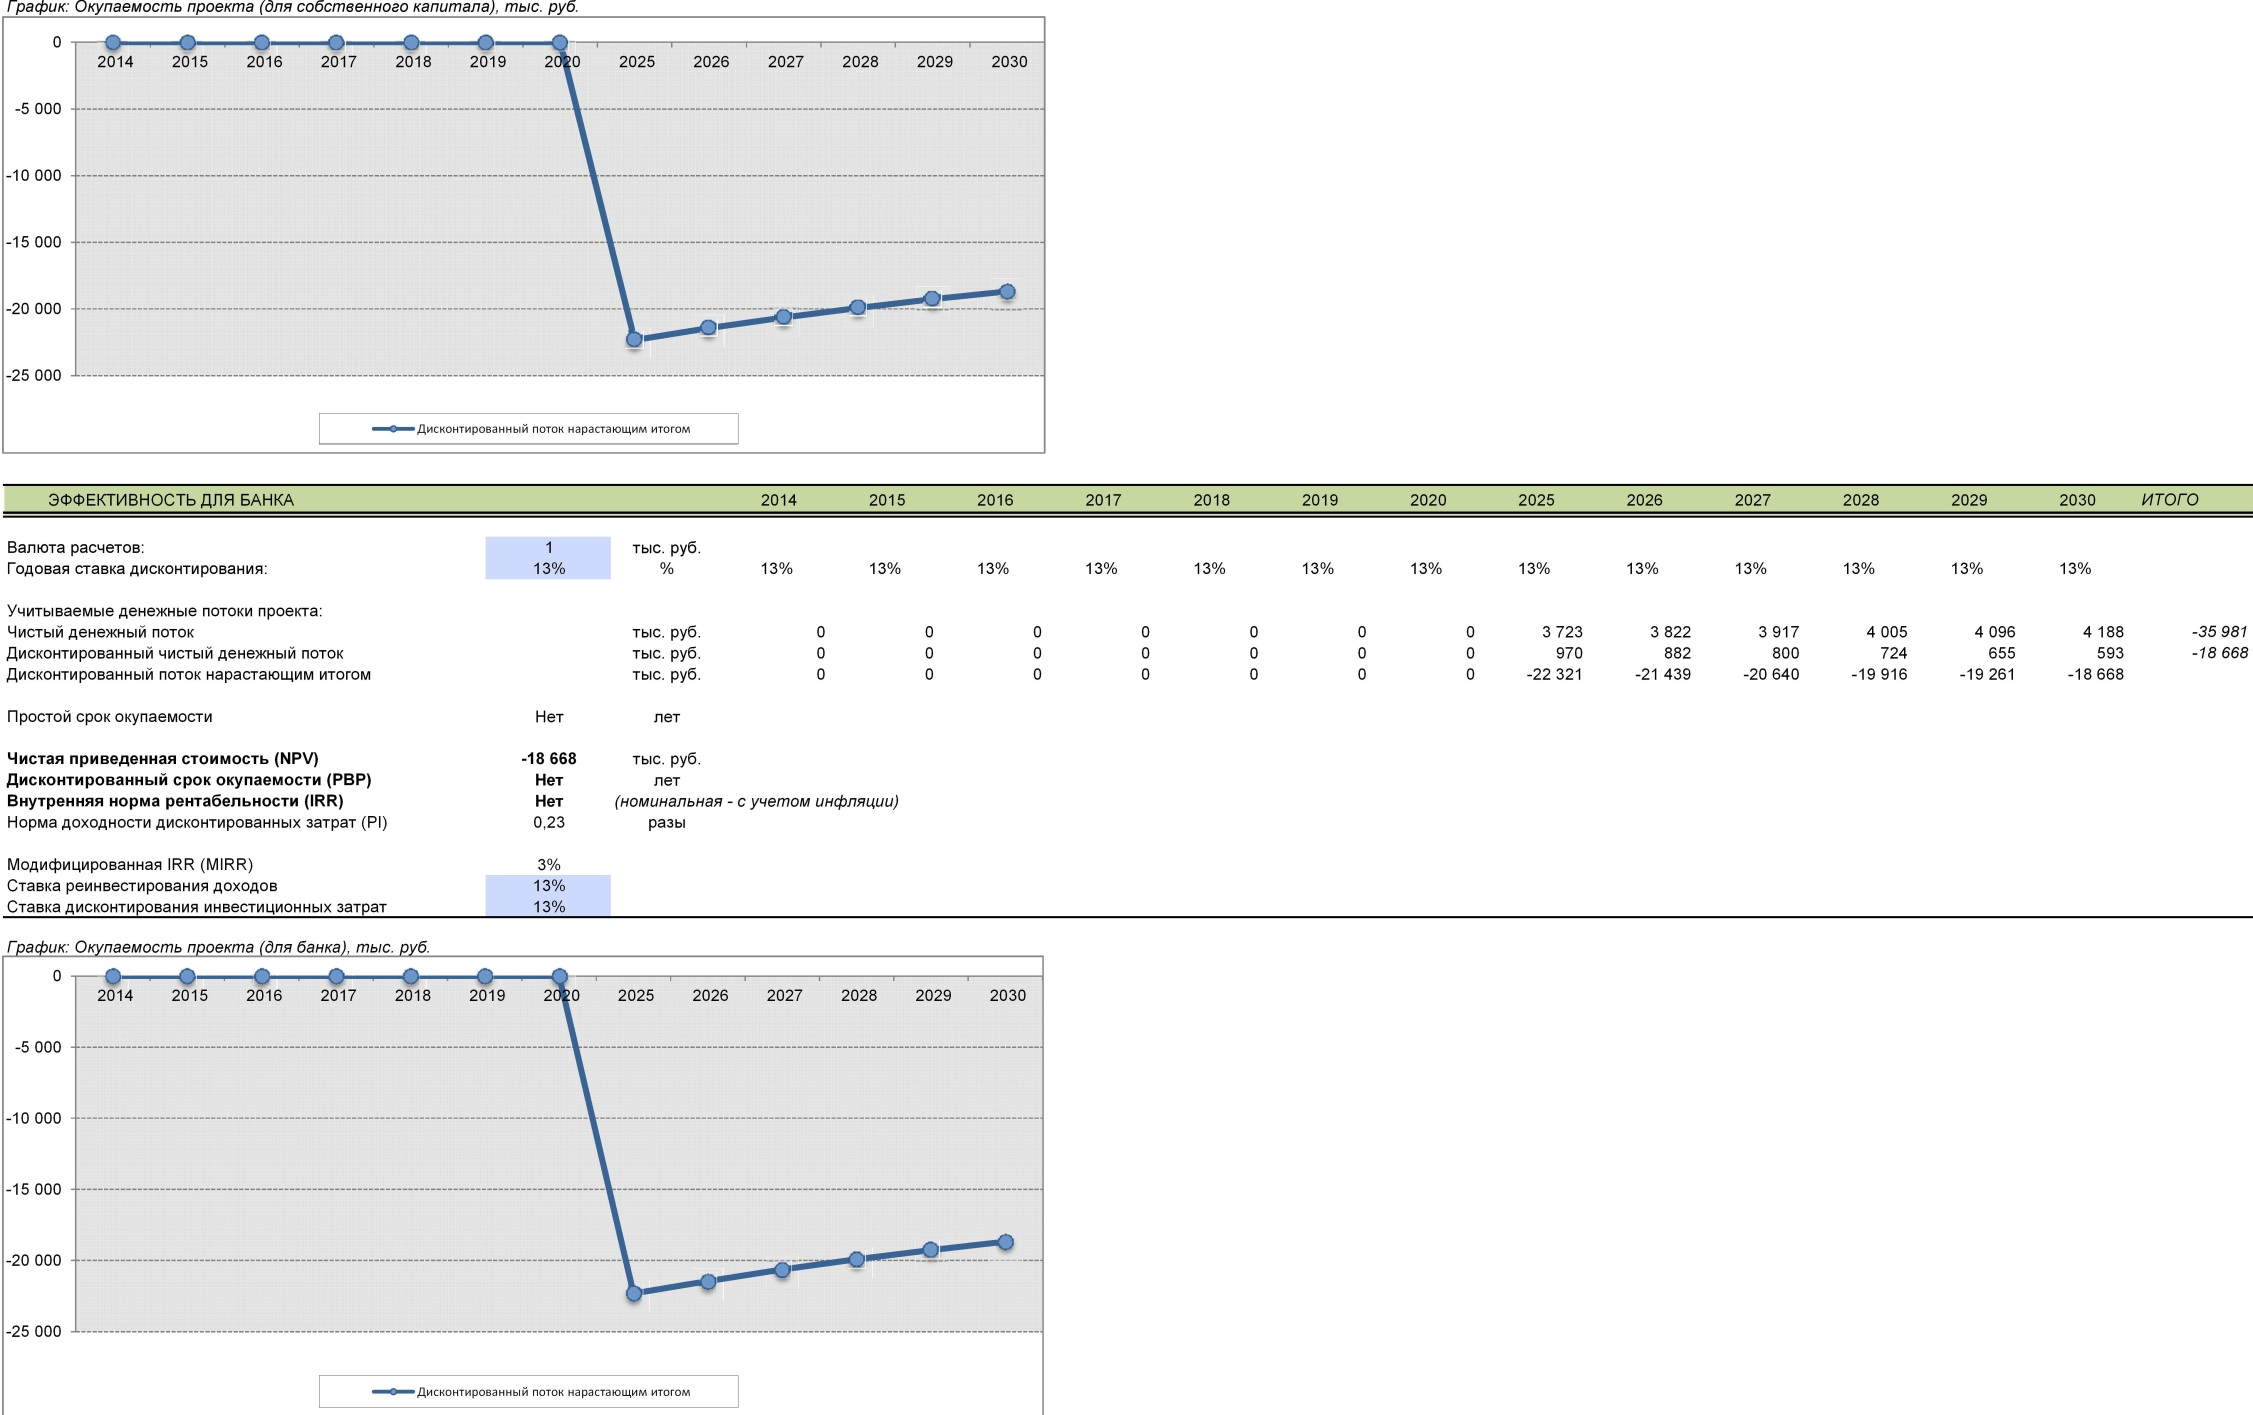 График: Окупаемость проекта (для собственного капитала), тыс. руб.
0
2014 2015 2016 2017 2018 2019 2020 2025 2026 2027 2028 2029 2030
-5 000
-10 000
-15 000
-20 000
-25 000
Дисконтированный поток нарастающим итогом
ЭФФЕКТИВНОСТЬ ДЛЯ БАНКА 2014 2015 2016 2017 2018 2019 2020 2025 2026 2027 2028 2029 2030 ИТОГО
Валюта расчетов: 1 тыс. руб.
Годовая ставка дисконтирования: 13% % 13% 13% 13% 13% 13% 13% 13% 13% 13% 13% 13% 13% 13%
Учитываемые денежные потоки проекта:
Чистый денежный поток тыс. руб. 0 0 0 0 0 0 0 3 723 3 822 3 917 4 005 4 096 4 188 -35 981
Дисконтированный чистый денежный поток тыс. руб. 0 0 0 0 0 0 0 970 882 800 724 655 593 -18 668
Дисконтированный поток нарастающим итогом тыс. руб. 0 0 0 0 0 0 0 -22 321 -21 439 -20 640 -19 916 -19 261 -18 668
Простой срок окупаемости Нет лет
Чистая приведенная стоимость (NPV) -18 668 тыс. руб.
Дисконтированный срок окупаемости (PBP) Нет лет
Внутренняя норма рентабельности (IRR) Нет (номинальная - с учетом инфляции)
Норма доходности дисконтированных затрат (PI) 0,23 разы
Модифицированная IRR (MIRR) 3%
Ставка реинвестирования доходов 13%
Ставка дисконтирования инвестиционных затрат 13%
График: Окупаемость проекта (для банка), тыс. руб.
0
2014 2015 2016 2017 2018 2019 2020 2025 2026 2027 2028 2029 2030
-5 000
-10 000
-15 000
-20 000
-25 000
Дисконтированный поток нарастающим итогом